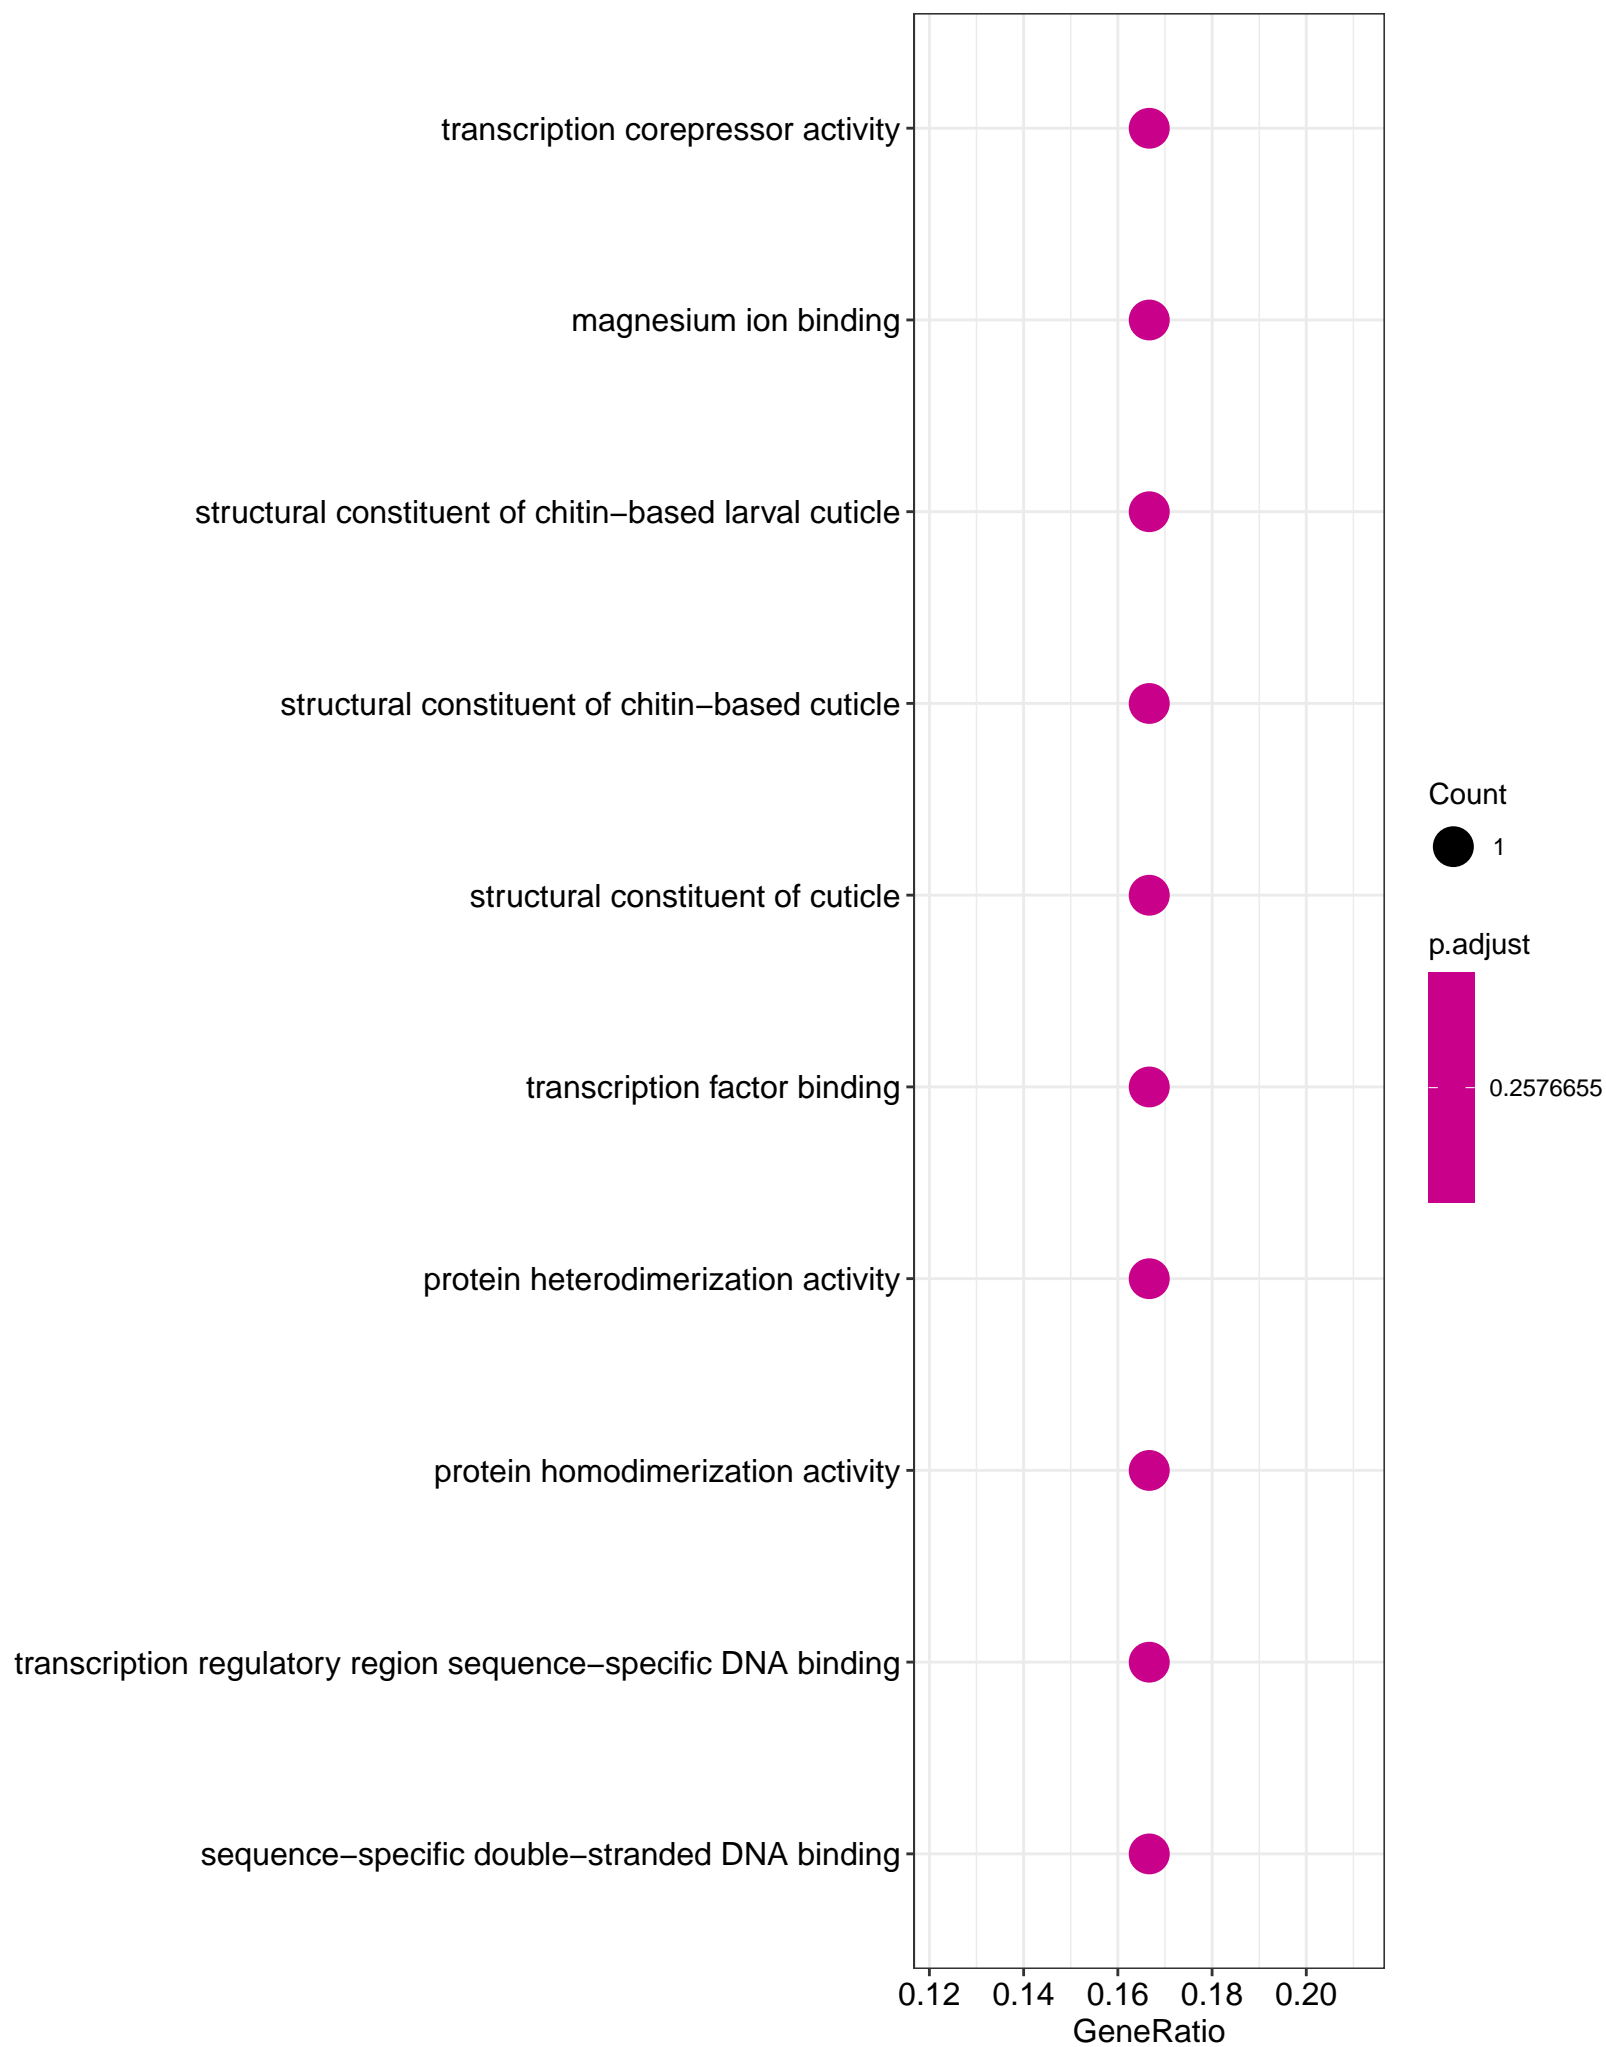 transcription corepressor activity
magnesium ion binding
structural constituent of chitin−based larval cuticle
structural constituent of chitin−based cuticle
structural constituent of cuticle
transcription factor binding
protein heterodimerization activity
protein homodimerization activity
transcription regulatory region sequence−specific DNA binding
sequence−specific double−stranded DNA binding
0.12 0.14 0.16 0.18 0.20
GeneRatio
Count
1
p.adjust
0.2576655